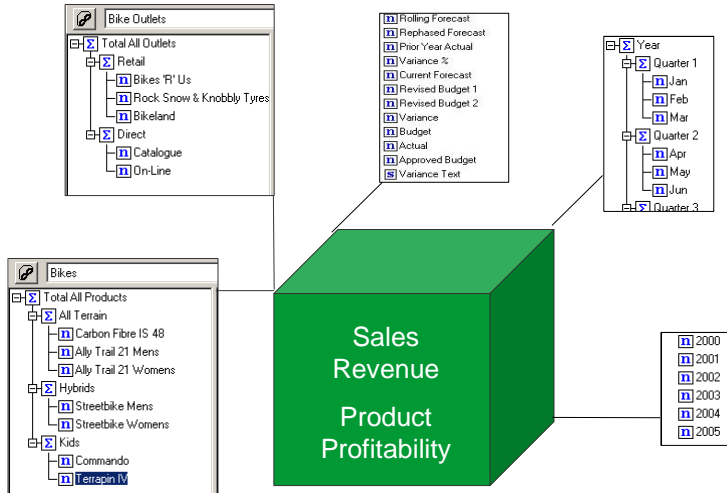 Bike Outlets
Total All Outlets
Σ Retail
n Bikes 'R' Us
n Rock Snow & Knobbly Tyres
n Bikeland
Σ Direct
n Catalogue
n On-Line
n Rolling Forecast
n Rephased Forecast
n Prior Year Actual
n Variance %
n Current Forecast
n Revised Budget 1
n Revised Budget 2
n Variance
n Budget
n Actual
n Approved Budget
s Variance Text
Σ Year
Σ Quarter 1
n Jan
n Feb
n Mar
Σ Quarter 2
n Apr
n May
n Jun
Σ Quarter 3
Bikes
Σ Total All Products
Σ All Terrain
n Carbon Fibre IS 48
n Ally Trail 21 Mens
n Ally Trail 21 Womens
Σ Hybrids
n Streetbike Mens
n Streetbike Womens
Σ Kids
n Commando
n Terrapin IV
Sales
Revenue
Product
Profitability
n 2000
n 2001
n 2002
n 2003
n 2004
n 2005